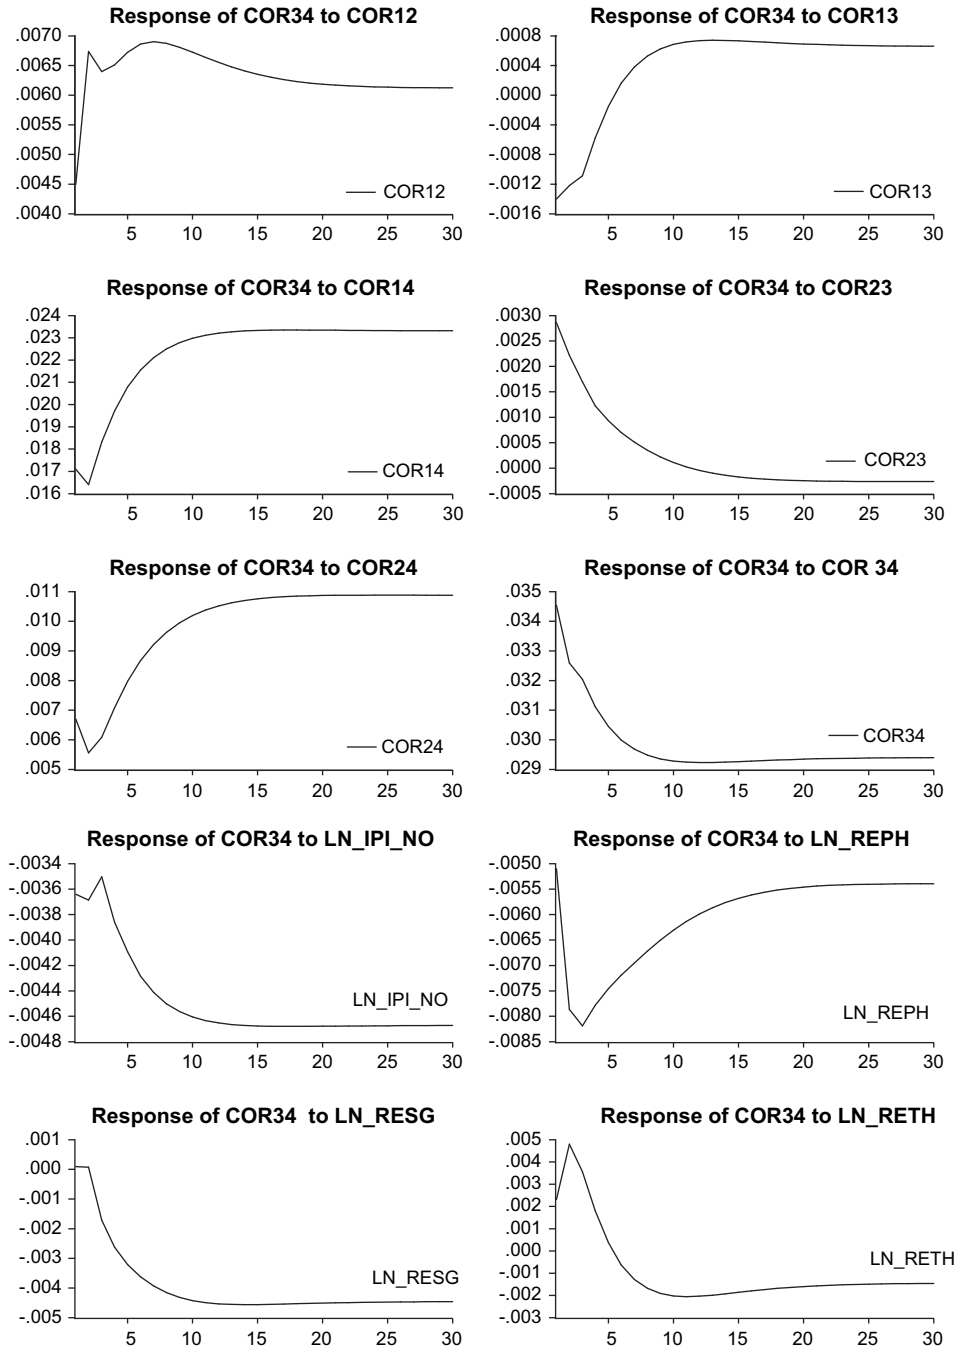 Response of COR34 to COR12
.0070
.0065
.0060
.0055
.0050
.0045
.0040
COR12
5 10 15 20 25 30
Response of COR34 to COR13
.0008
.0004
.0000
-.0004
-.0008
-.0012
-.0016
COR13
5 10 15 20 25 30
Response of COR34 to COR14
.024
.023
.022
.021
.020
.019
.018
.017
.016
COR14
5 10 15 20 25 30
Response of COR34 to COR23
.0030
.0025
.0020
.0015
.0010
.0005
.0000
-.0005
COR23
5 10 15 20 25 30
Response of COR34 to COR24
.011
.010
.009
.008
.007
.006
.005
COR24
5 10 15 20 25 30
Response of COR34 to COR 34
.035
.034
.033
.032
.031
.030
.029
COR34
5 10 15 20 25 30
Response of COR34 to LN_IPI_NO
-.0034
-.0036
-.0038
-.0040
-.0042
-.0044
-.0046
-.0048
LN_IPI_NO
5 10 15 20 25 30
Response of COR34 to LN_REPH
-.0050
-.0055
-.0060
-.0065
-.0070
-.0075
-.0080
-.0085
LN_REPH
5 10 15 20 25 30
Response of COR34 to LN_RESG
.001
.000
-.001
-.002
-.003
-.004
-.005
LN_RESG
5 10 15 20 25 30
Response of COR34 to LN_RETH
.005
.004
.003
.002
.001
.000
-.001
-.002
-.003
LN_RETH
5 10 15 20 25 30